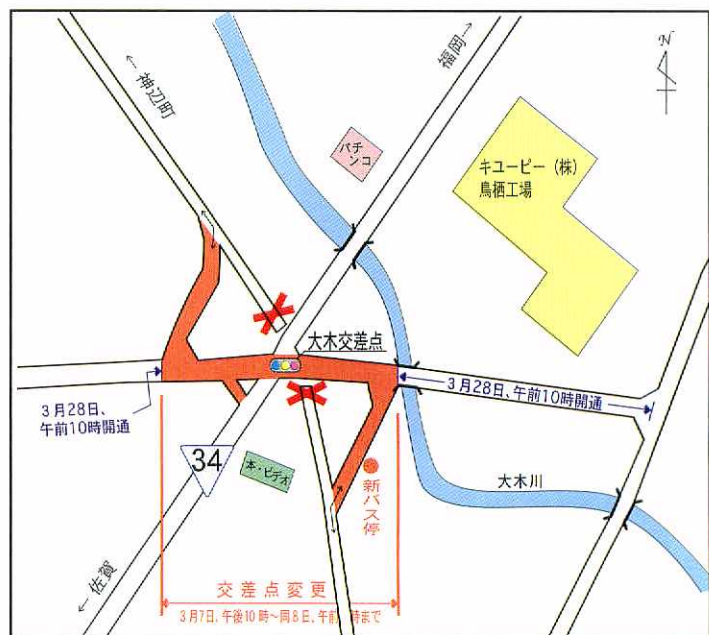 ← 神辺町
福岡 →
N
パチ
ンコ
キユーピー（株）
鳥栖工場
大木交差点
3月28日、
午前10時開通
3月28日、午前10時開通
34
本・ビデオ
新バス停
大木川
← 佐賀
交差点変更
3月7日、午後10時～同8日、午前 時まで